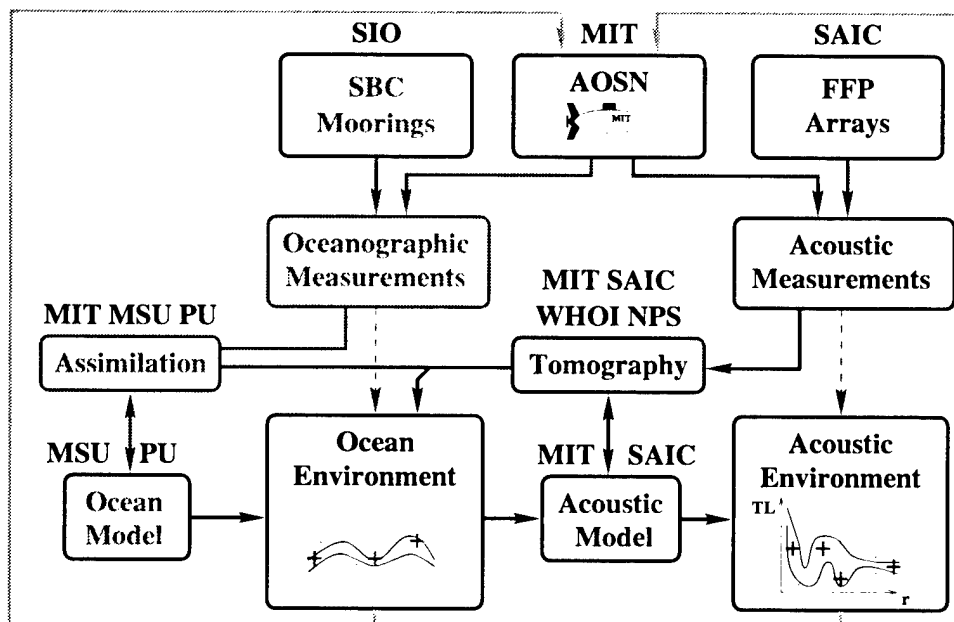 SIO
MIT
SAIC
SBC
Moorings
AOSN
MIT
FFP
Arrays
Oceanographic
Measurements
Acoustic
Measurements
MIT SAIC
WHOI NPS
MIT MSU PU
Assimilation
Tomography
MSU PU
Ocean
Model
Ocean
Environment
MIT SAIC
Acoustic
Model
Acoustic
Environment
TL
r